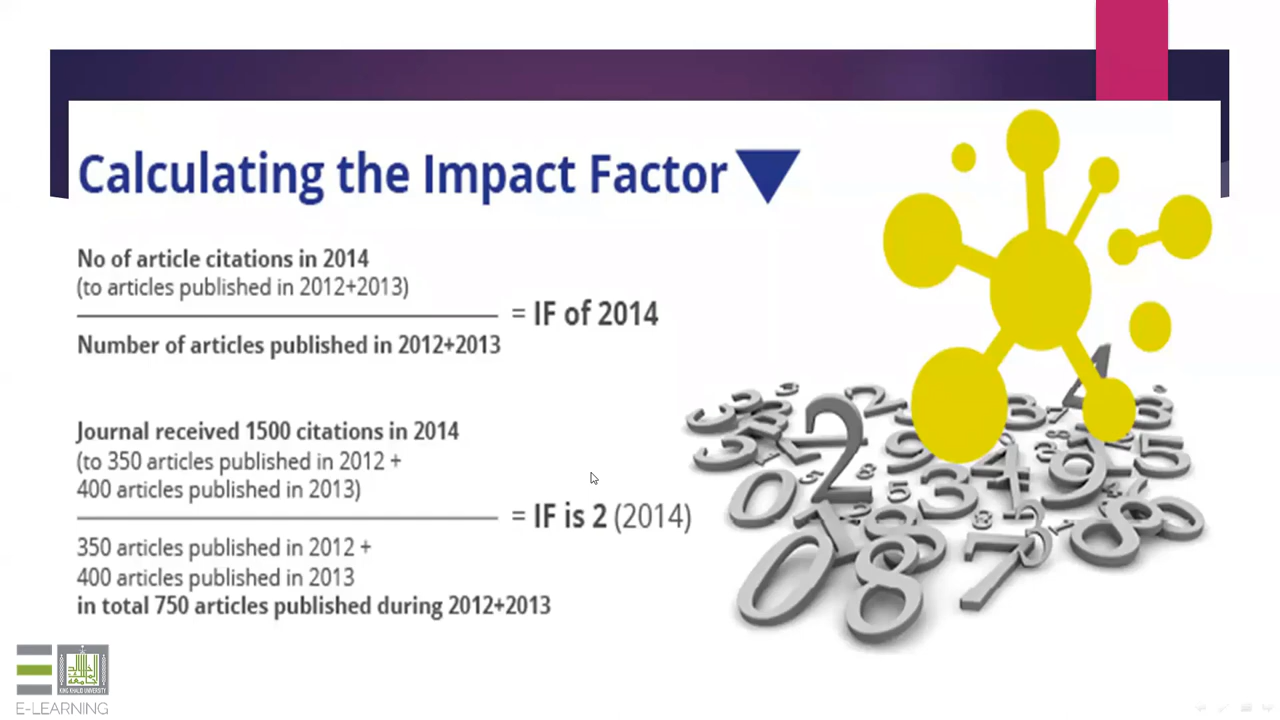 Calculating the Impact Factor
No of article citations in 2014
(to articles published in 2012+2013)
= IF of 2014
Number of articles published in 2012+2013
Journal received 1500 citations in 2014
(to 350 articles published in 2012 +
400 articles published in 2013)
= IF is 2 (2014)
350 articles published in 2012 +
400 articles published in 2013
in total 750 articles published during 2012+2013
KING KHALID UNIVERSITY
E-LEARNING